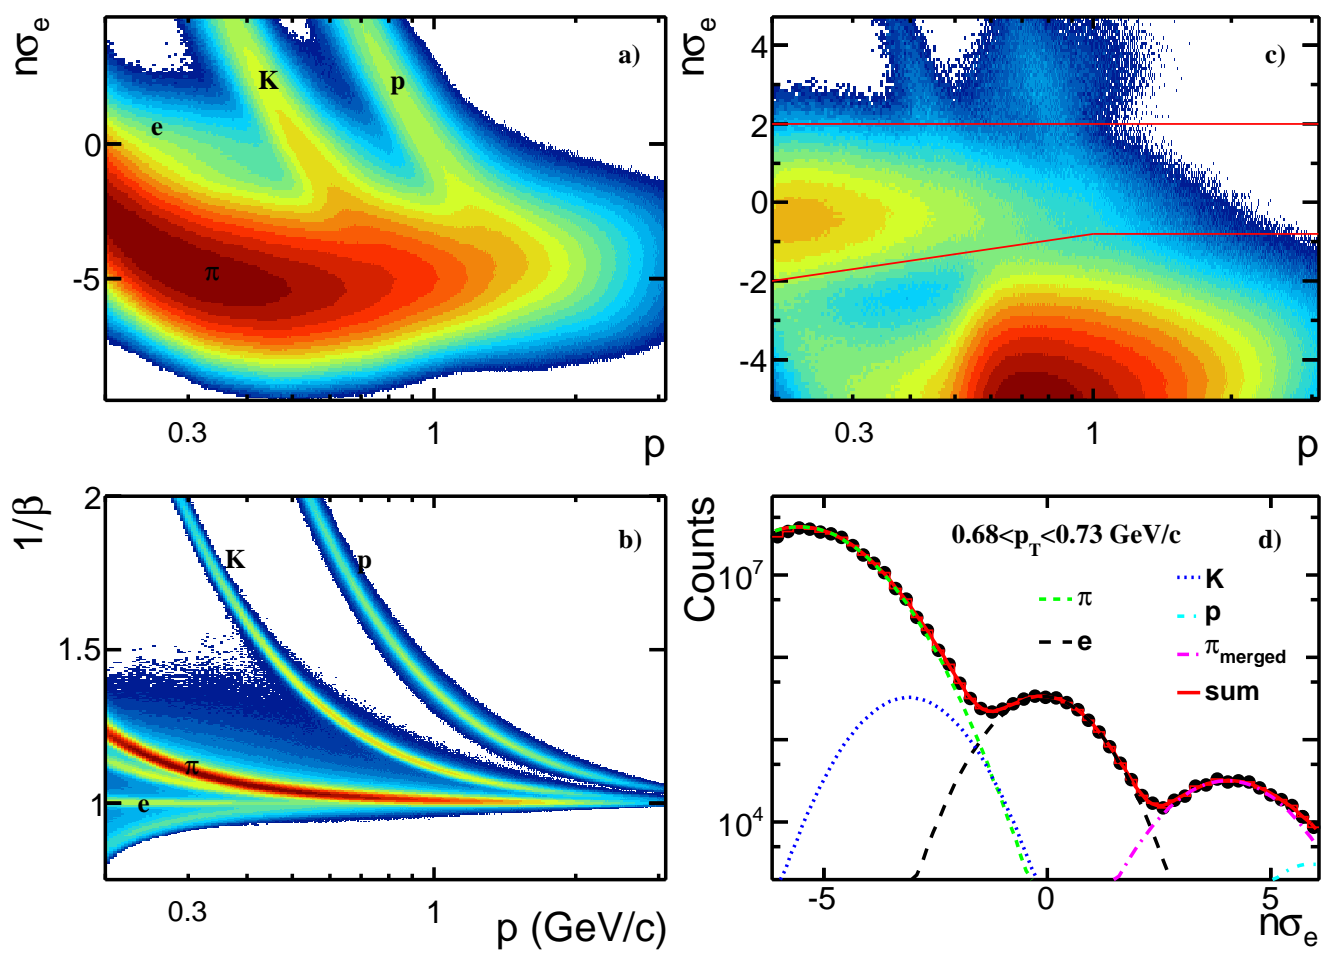 nσe
a)
K
p
e
π
0
-5
0.3
1
p
nσe
c)
4
2
0
-2
-4
0.3
1
p
1/β
b)
K
p
π
e
2
1.5
1
0.3
1
p (GeV/c)
Counts
0.68<pT<0.73 GeV/c
d)
π
e
K
p
πmerged
sum
10^7
10^4
-5
0
5
nσe